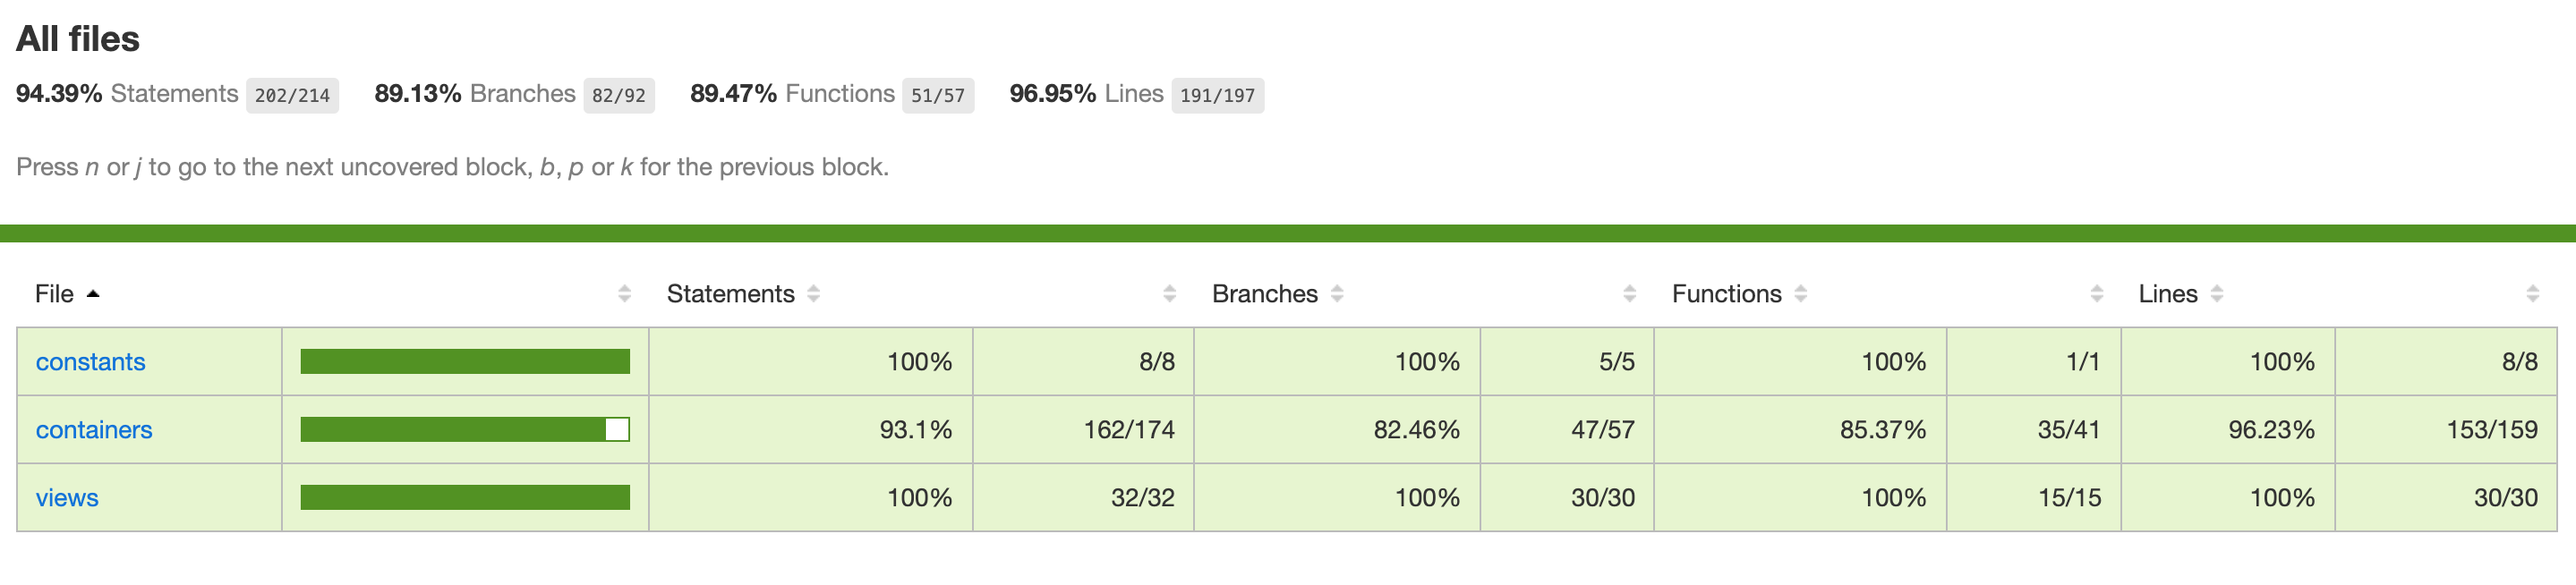 All files
94.39% Statements 202/214 89.13% Branches 82/92 89.47% Functions 51/57 96.95% Lines 191/197
Press n or j to go to the next uncovered block, b, p or k for the previous block.
File Statements Branches Functions Lines
constants 100% 8/8 100% 5/5 100% 1/1 100% 8/8
containers 93.1% 162/174 82.46% 47/57 85.37% 35/41 96.23% 153/159
views 100% 32/32 100% 30/30 100% 15/15 100% 30/30